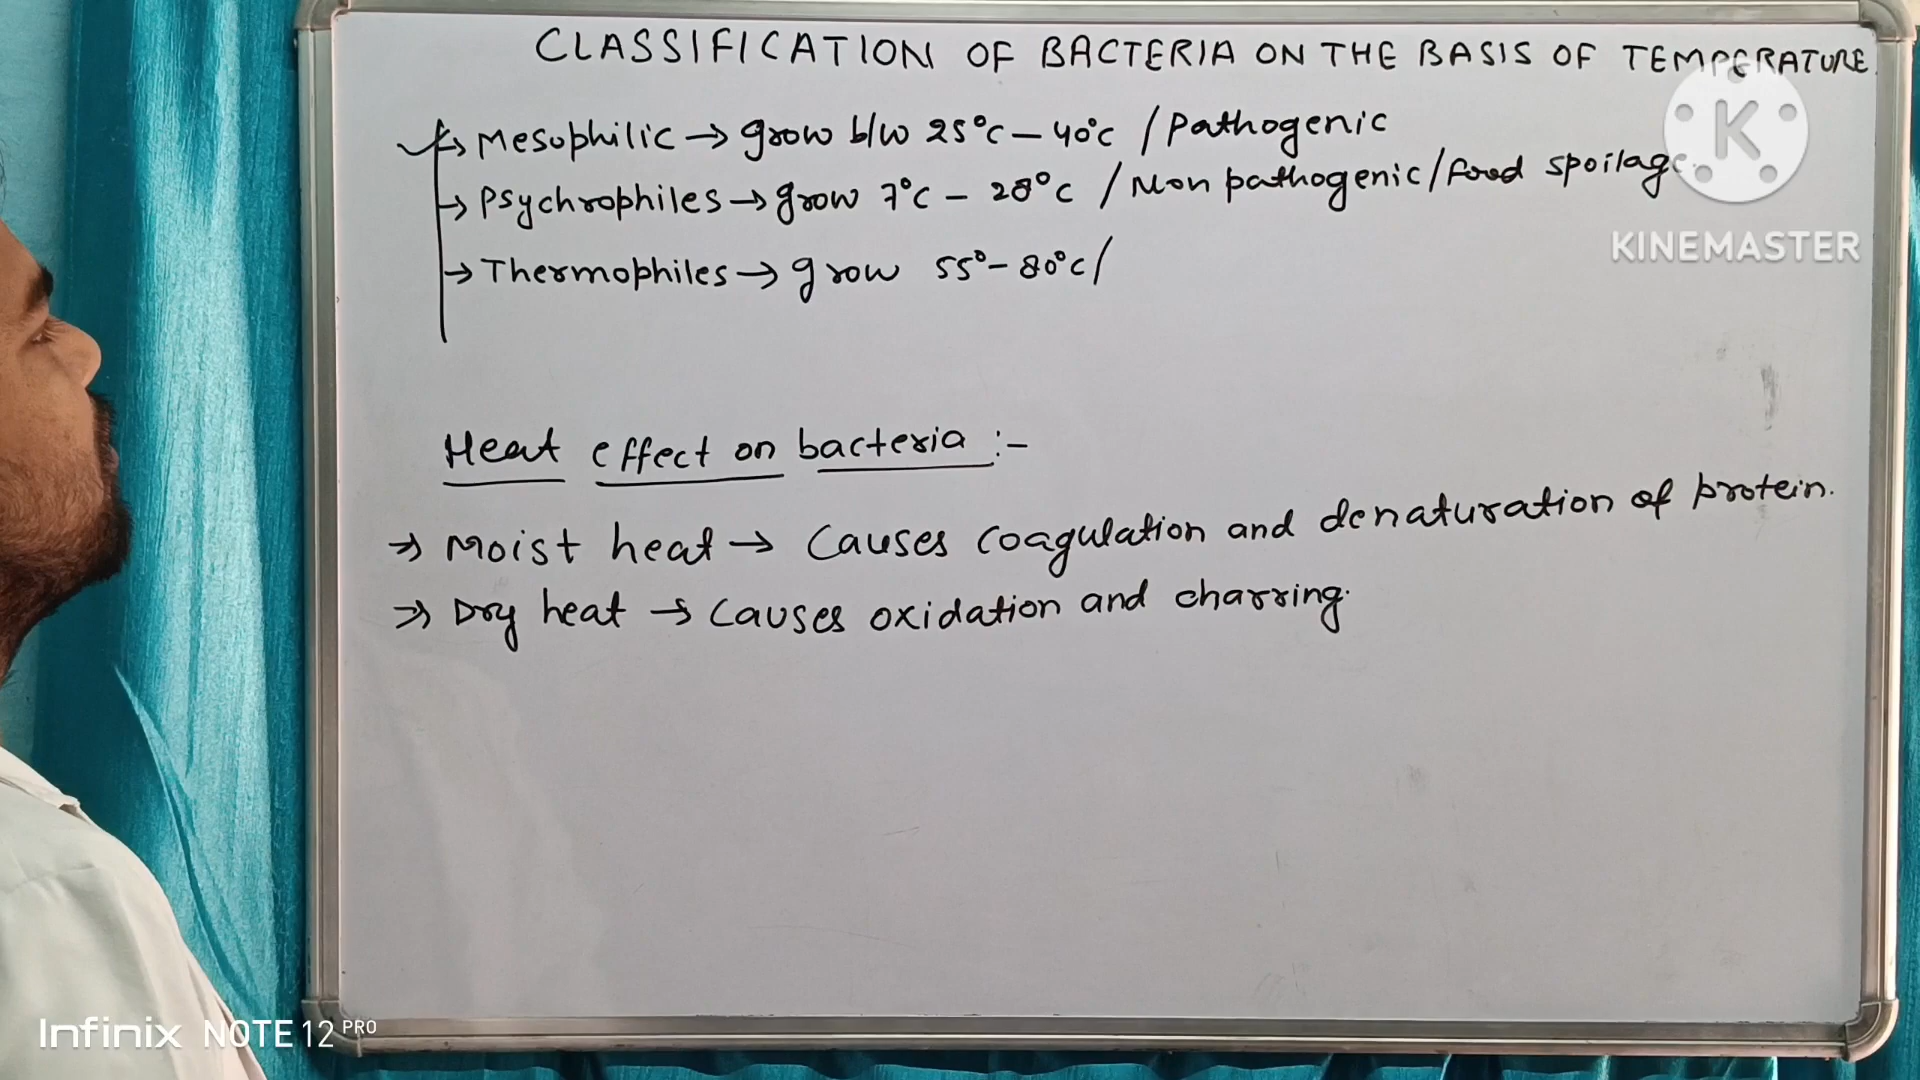 CLASSIFICATION OF BACTERIA ON THE BASIS OF TEMPERATURE
→ Mesophilic → grow b/w 25°C – 40°C / Pathogenic
→ Psychrophiles → grow 7°C – 28°C / Non pathogenic / food spoilage
→ Thermophiles → grow 55° – 80°C /
Heat effect on bacteria :-
→ Moist heat → Causes coagulation and denaturation of protein.
→ Dry heat → Causes oxidation and charring.
KINEMASTER
Infinix NOTE 12 PRO